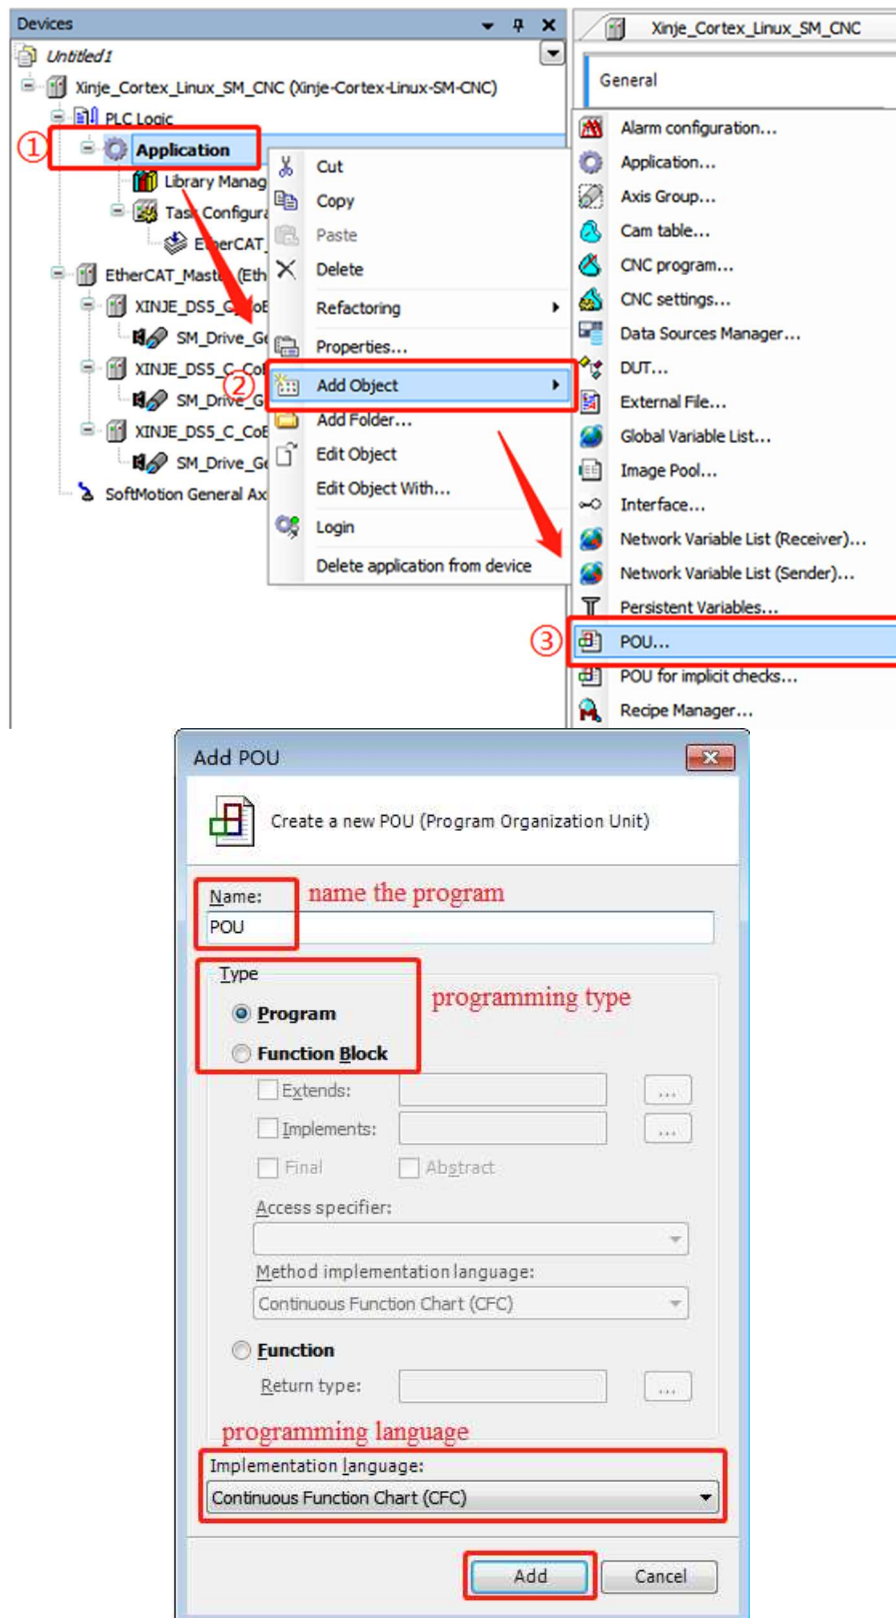 Devices
Xinje_Cortex_Linux_SM_CNC
Untitled1
General
Xinje_Cortex_Linux_SM_CNC (Xinje-Cortex-Linux-SM-CNC)
PLC Logic
① Application
Library Manag
Task Configura
EtherCAT_
EtherCAT_Master (Eth
XINJE_DS5_C_CoE
SM_Drive_Ge
XINJE_DS5_C_CoE
SM_Drive_G
XINJE_DS5_C_CoE
SM_Drive_Ge
SoftMotion General Ax
Cut
Copy
Paste
Delete
Refactoring
Properties...
② Add Object
Add Folder...
Edit Object
Edit Object With...
Login
Delete application from device
Alarm configuration...
Application...
Axis Group...
Cam table...
CNC program...
CNC settings...
Data Sources Manager...
DUT...
External File...
Global Variable List...
Image Pool...
Interface...
Network Variable List (Receiver)...
Network Variable List (Sender)...
Persistent Variables...
③ POU...
POU for implicit checks...
Recipe Manager...
Add POU
Create a new POU (Program Organization Unit)
Name: name the program
POU
Type
programming type
Program
Function Block
Extends: ...
Implements: ...
Final Abstract
Access specifier:
Method implementation language:
Continuous Function Chart (CFC)
Function
Return type: ...
programming language
Implementation language:
Continuous Function Chart (CFC)
Add Cancel